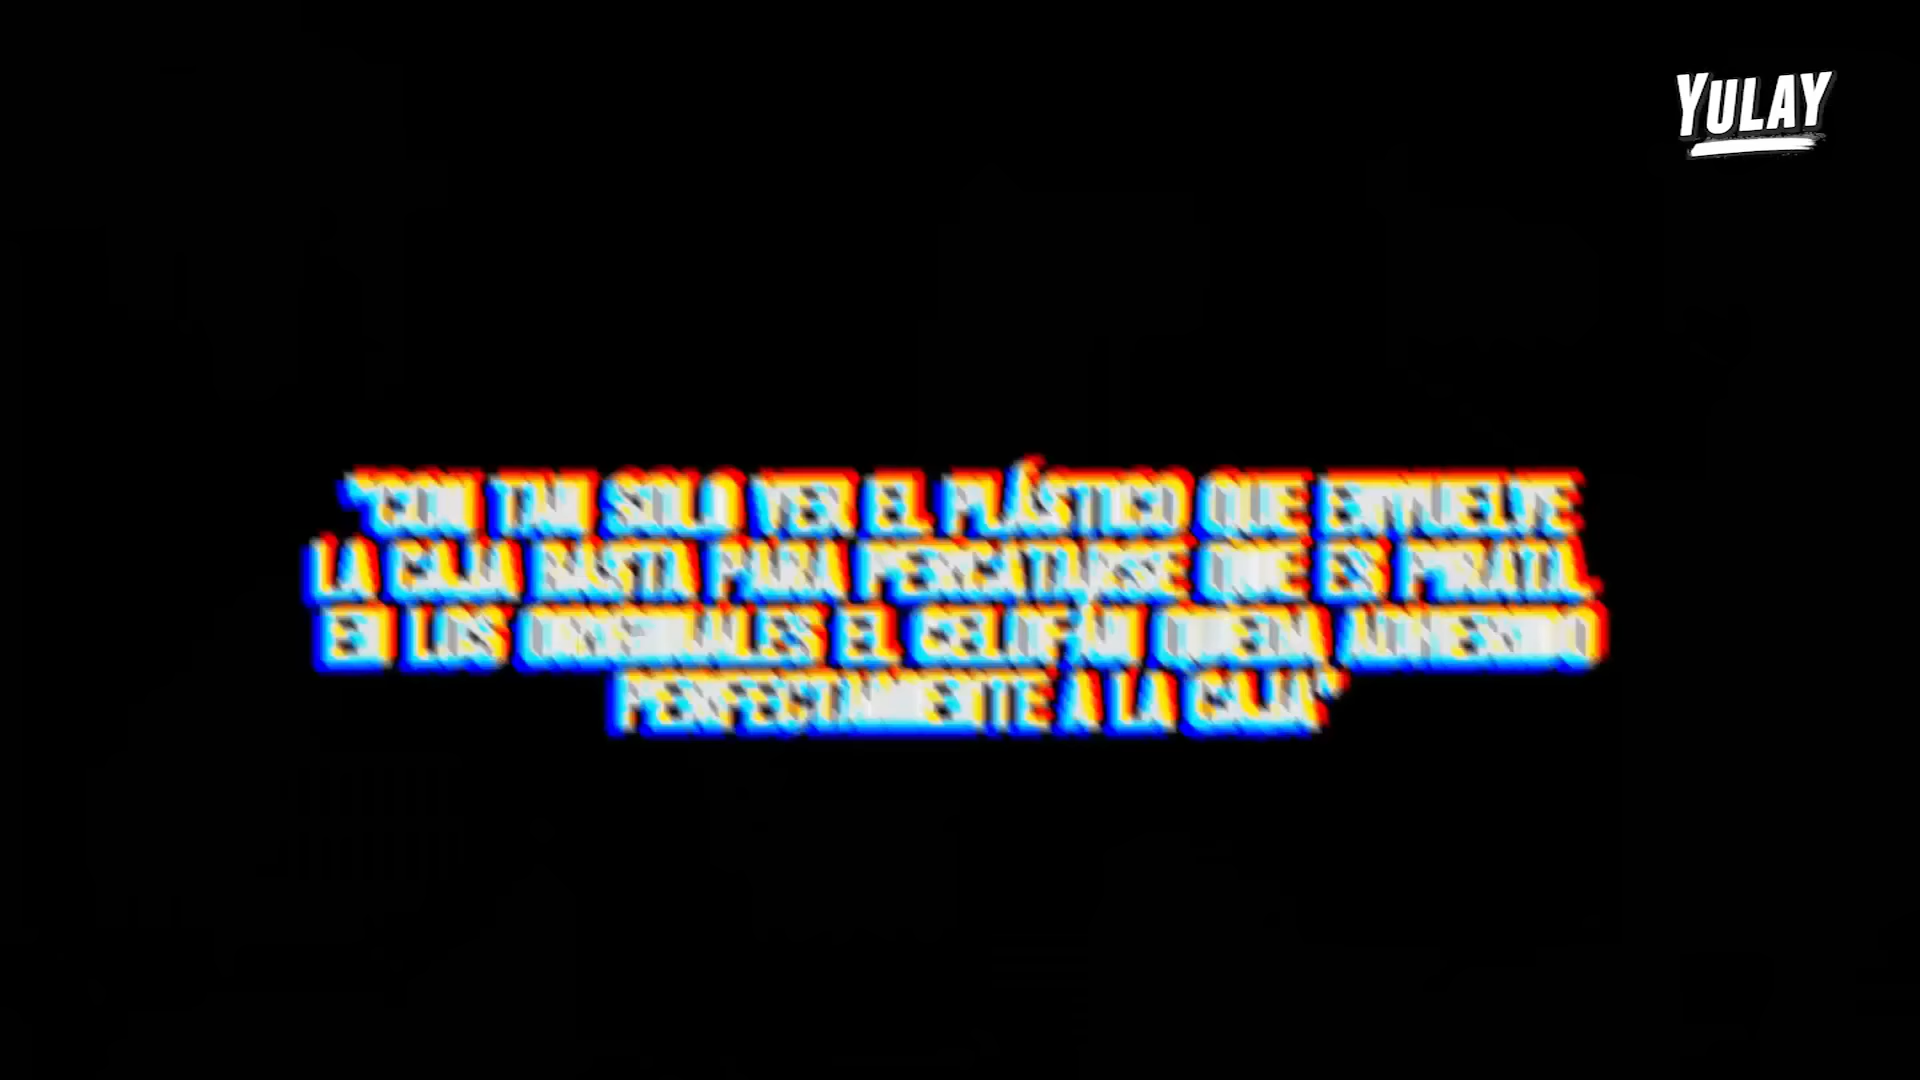 YULAY
"CON TAN SOLO VER EL PLÁSTICO QUE ENVUELVE
LA CAJA BASTA PARA PERCATARSE QUE ES PIRATA.
EN LOS ORIGINALES EL CELOFÁN QUEDA ADHERIDO
PERFECTAMENTE A LA CAJA"